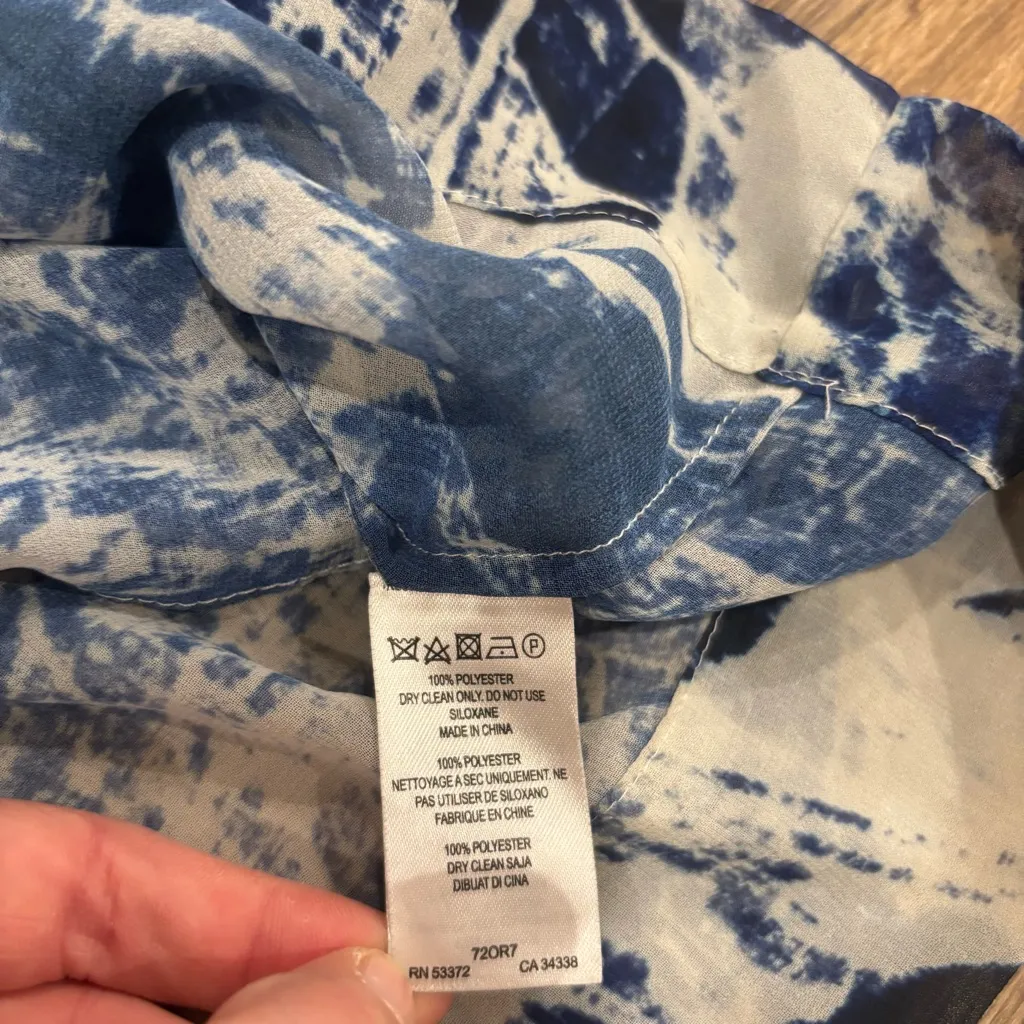 P
100% POLYESTER
DRY CLEAN ONLY. DO NOT USE
SILOXANE
MADE IN CHINA
100% POLYESTER
NETTOYAGE A SEC UNIQUEMENT. NE
PAS UTILISER DE SILOXANO
FABRIQUE EN CHINE
100% POLYESTER
DRY CLEAN SAJA
DIBUAT DI CINA
72OR7
RN 53372 CA 34338